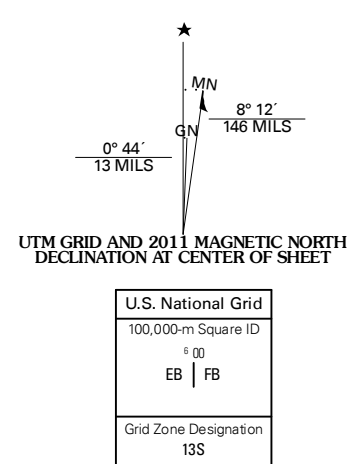 MN
GN
8° 12´
146 MILS
0° 44´
13 MILS
UTM GRID AND 2011 MAGNETIC NORTH
DECLINATION AT CENTER OF SHEET
U.S. National Grid
100,000-m Square ID
6 00
EB FB
Grid Zone Designation
13S